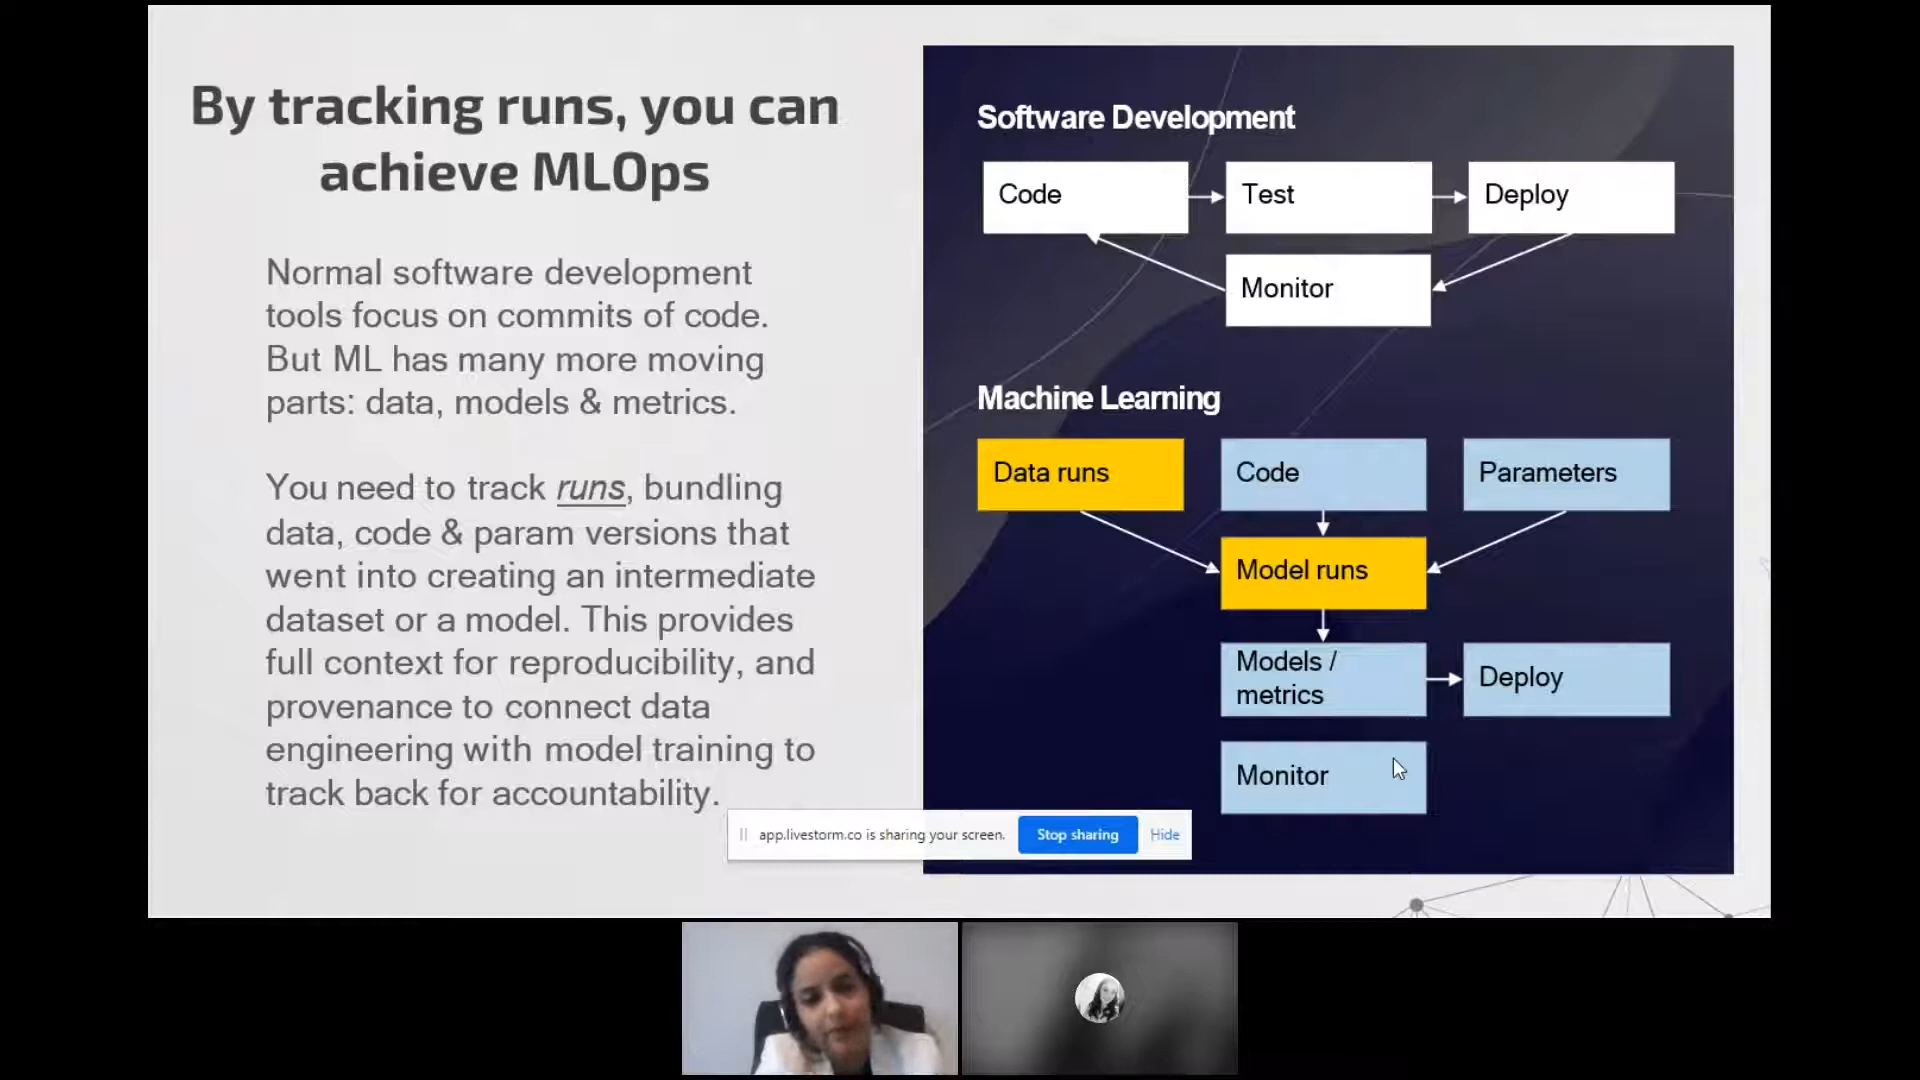 By tracking runs, you can
achieve MLOps
Normal software development
tools focus on commits of code.
But ML has many more moving
parts: data, models & metrics.
You need to track runs, bundling
data, code & param versions that
went into creating an intermediate
dataset or a model. This provides
full context for reproducibility, and
provenance to connect data
engineering with model training to
track back for accountability.
Software Development
Code
Test
Deploy
Monitor
Machine Learning
Data runs
Code
Parameters
Model runs
Models /
metrics
Deploy
Monitor
app.livestorm.co is sharing your screen.
Stop sharing
Hide